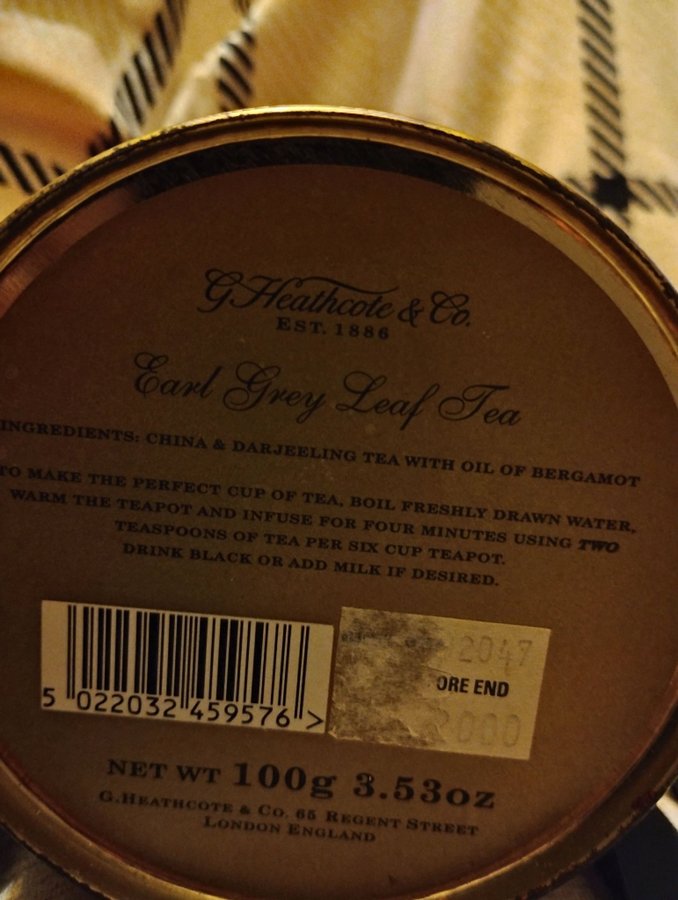 G Heathcote & Co.
EST. 1886
Earl Grey Leaf Tea
INGREDIENTS: CHINA & DARJEELING TEA WITH OIL OF BERGAMOT
TO MAKE THE PERFECT CUP OF TEA, BOIL FRESHLY DRAWN WATER,
WARM THE TEAPOT AND INFUSE FOR FOUR MINUTES USING TWO
TEASPOONS OF TEA PER SIX CUP TEAPOT.
DRINK BLACK OR ADD MILK IF DESIRED.
5 022032 459576 >
2047
ORE END
000
NET WT 100g 3.53oz
G.HEATHCOTE & CO. 65 REGENT STREET
LONDON ENGLAND